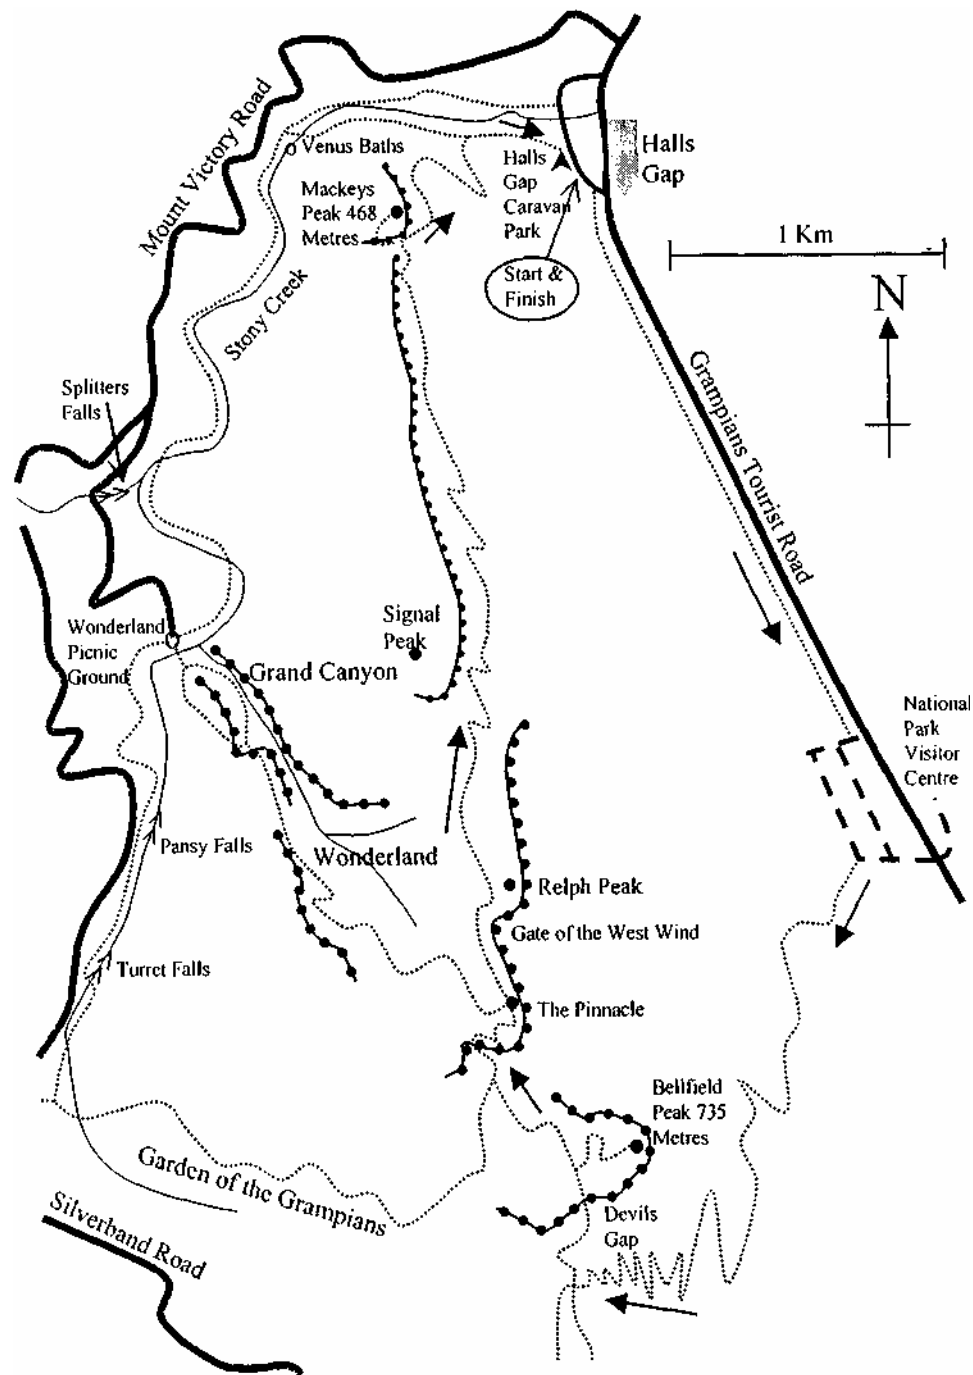 Mount Victory Road
Venus Baths
Halls
Gap
Halls
Gap
Caravan
Park
Mackeys
Peak 468
Metres
1 Km
Start &
Finish
N
Stony Creek
Splitters
Falls
Grampians Tourist Road
Signal
Peak
Wonderland
Picnic
Ground
Grand Canyon
National
Park
Visitor
Centre
Pansy Falls
Wonderland
Relph Peak
Gate of the West Wind
Turret Falls
The Pinnacle
Bellfield
Peak 735
Metres
Garden of the Grampians
Devils
Gap
Silverband Road